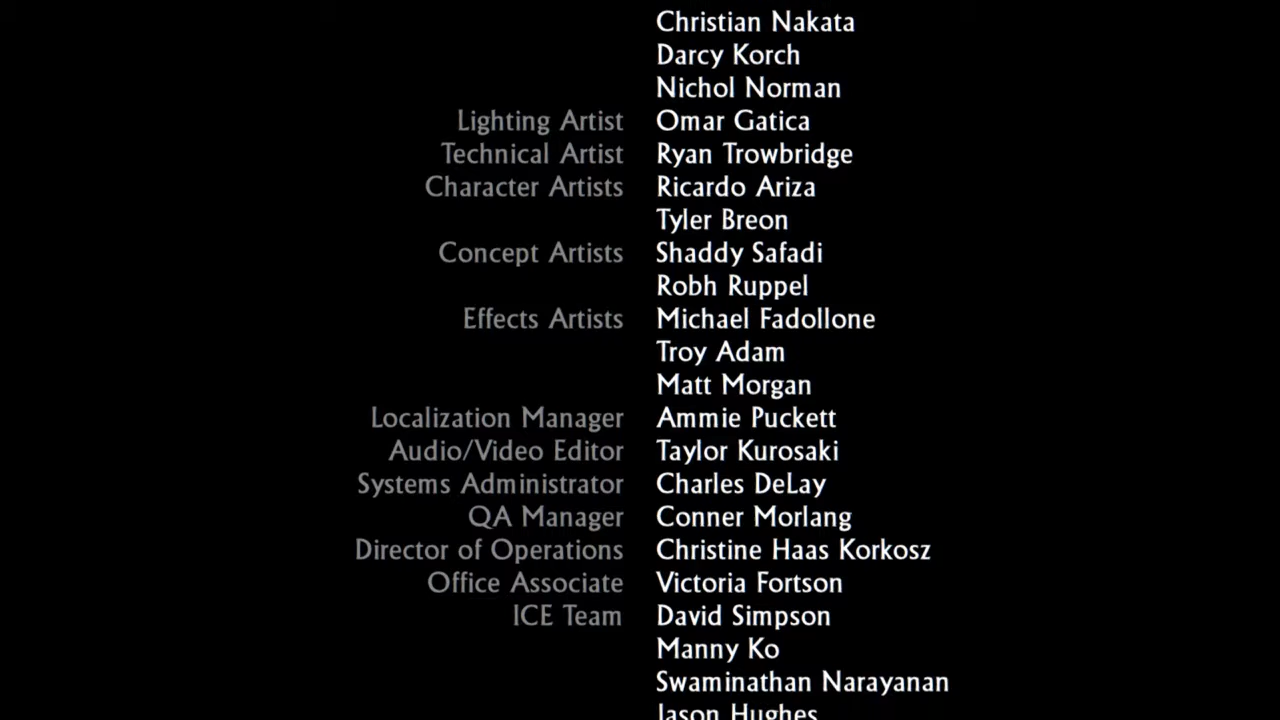 Christian Nakata
Darcy Korch
Nichol Norman
Lighting Artist Omar Gatica
Technical Artist Ryan Trowbridge
Character Artists Ricardo Ariza
Tyler Breon
Concept Artists Shaddy Safadi
Robh Ruppel
Effects Artists Michael Fadollone
Troy Adam
Matt Morgan
Localization Manager Ammie Puckett
Audio/Video Editor Taylor Kurosaki
Systems Administrator Charles DeLay
QA Manager Conner Morlang
Director of Operations Christine Haas Korkosz
Office Associate Victoria Fortson
ICE Team David Simpson
Manny Ko
Swaminathan Narayanan
Jason Hughes